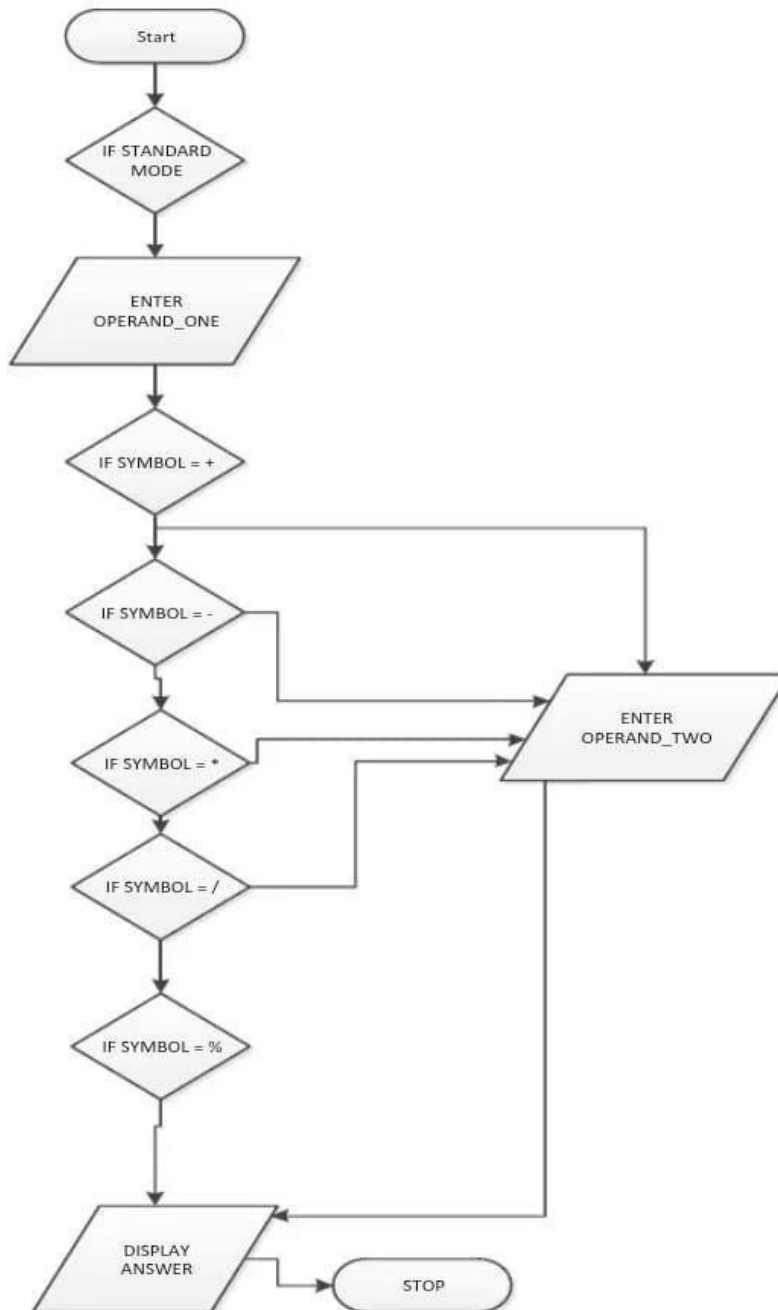 Start
IF STANDARD
MODE
ENTER
OPERAND_ONE
IF SYMBOL = +
IF SYMBOL = -
ENTER
OPERAND_TWO
IF SYMBOL = *
IF SYMBOL = /
IF SYMBOL = %
DISPLAY
ANSWER
STOP